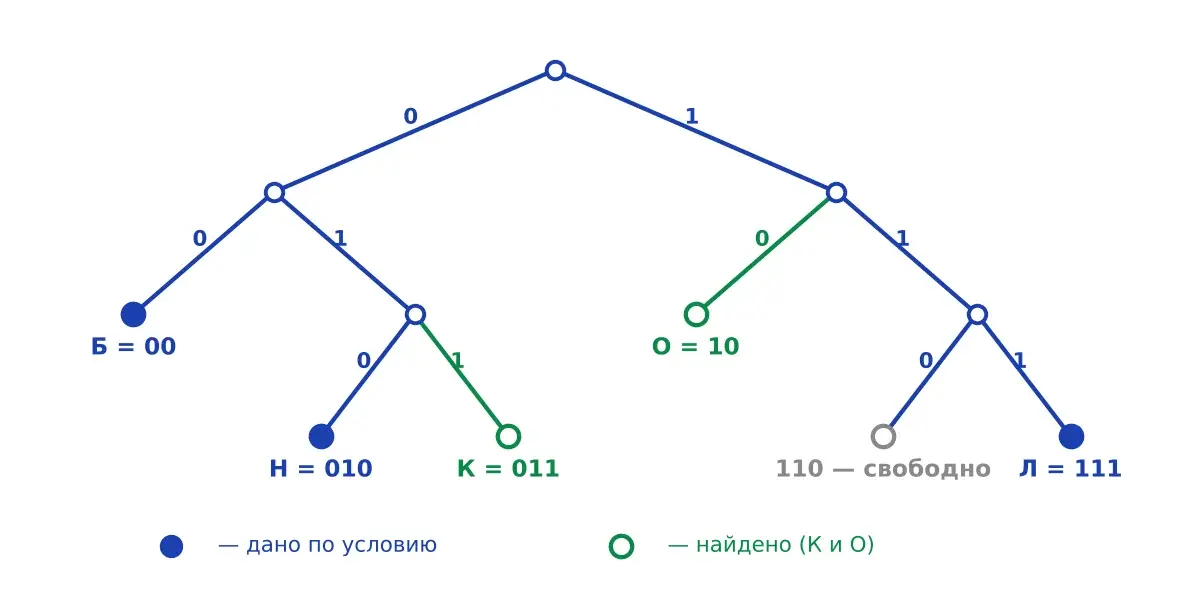 0 1
0 1 0 1
Б = 00 О = 10
0 1 0 1
Н = 010 К = 011 110 — свободно Л = 111
— дано по условию — найдено (К и О)